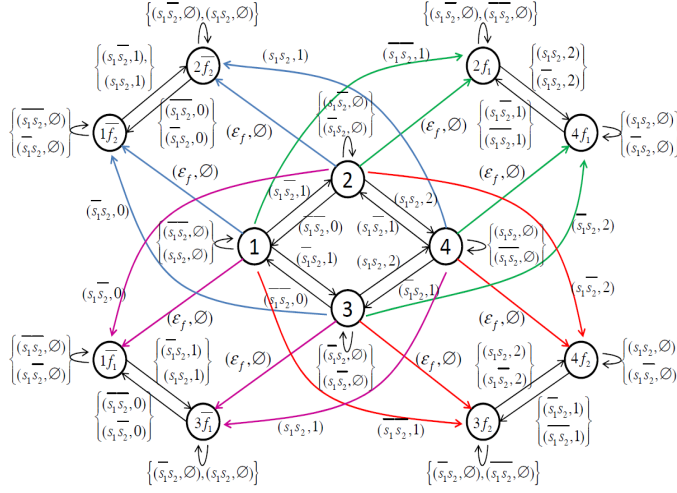 {(s₁s̅₂,∅),(s₁s₂,∅)}
{(s₁s̅₂,∅),(s̅₁s̅₂,∅)}
{(s₁s̅₂,1),
(s₁s₂,1)}
2f̅₂
(s₁s₂,1)
(s̅₁s̅₂,1)
2f₁
{(s₁s₂,2)
(s̅₁s₂,2)}
{(s̅₁s̅₂,∅)
(s̅₁s₂,∅)}
1f̅₂
{(s̅₁s̅₂,0)
(s̅₁s₂,0)}
{(s₁s̅₂,∅)
(s̅₁s₂,∅)}
{(s₁s̅₂,1)
(s̅₁s̅₂,1)}
4f₁
{(s₁s₂,∅)
(s̅₁s₂,∅)}
(ε_f,∅)
(ε_f,∅)
(ε_f,∅)
(ε_f,∅)
2
(s̅₁s₂,0)
(s₁s̅₂,1)
(s₁s₂,2)
(s̅₁s₂,2)
{(s̅₁s̅₂,∅)
(s₁s₂,∅)}
1
(s̅₁s̅₂,0)
(s₁s̅₂,1)
4
{(s₁s₂,∅)
(s̅₁s̅₂,∅)}
(s̅₁s₂,1)
(s₁s₂,2)
(s̅₁s̅₂,0)
(s̅₁s₂,1)
(s₁s̅₂,0)
3
(s₁s̅₂,2)
(ε_f,∅)
(ε_f,∅)
{(s̅₁s̅₂,∅)
(s₁s̅₂,∅)}
1f̅₁
{(s̅₁s₂,1)
(s₁s₂,1)}
{(s̅₁s₂,∅)
(s₁s̅₂,∅)}
(ε_f,∅)
(ε_f,∅)
{(s₁s₂,2)
(s₁s̅₂,2)}
4f₂
{(s₁s₂,∅)
(s₁s̅₂,∅)}
{(s̅₁s̅₂,0)
(s₁s̅₂,0)}
3f̅₁
(s₁s₂,1)
(s̅₁s̅₂,1)
3f₂
{(s̅₁s₂,1)
(s̅₁s̅₂,1)}
{(s̅₁s₂,∅),(s₁s₂,∅)}
{(s̅₁s₂,∅),(s̅₁s̅₂,∅)}